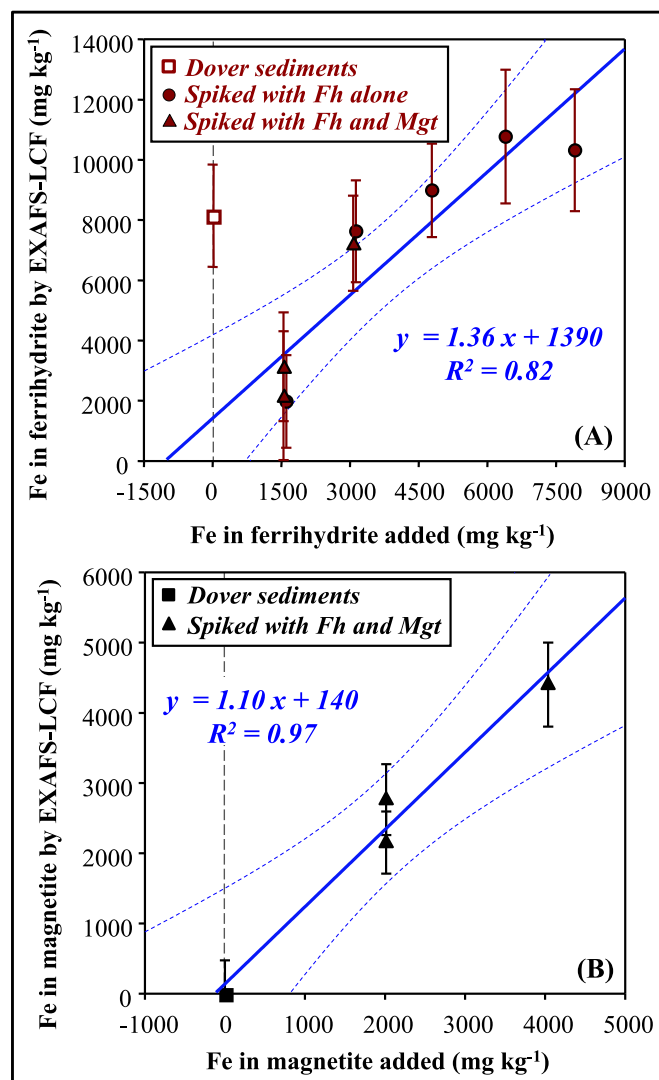 Fe in ferrihydrite by EXAFS-LCF (mg kg⁻¹)
14000
12000
10000
8000
6000
4000
2000
0
Dover sediments
Spiked with Fh alone
Spiked with Fh and Mgt
y = 1.36 x + 1390
R² = 0.82
(A)
-1500 0 1500 3000 4500 6000 7500 9000
Fe in ferrihydrite added (mg kg⁻¹)
Fe in magnetite by EXAFS-LCF (mg kg⁻¹)
6000
5000
4000
3000
2000
1000
0
Dover sediments
Spiked with Fh and Mgt
y = 1.10 x + 140
R² = 0.97
(B)
-1000 0 1000 2000 3000 4000 5000
Fe in magnetite added (mg kg⁻¹)